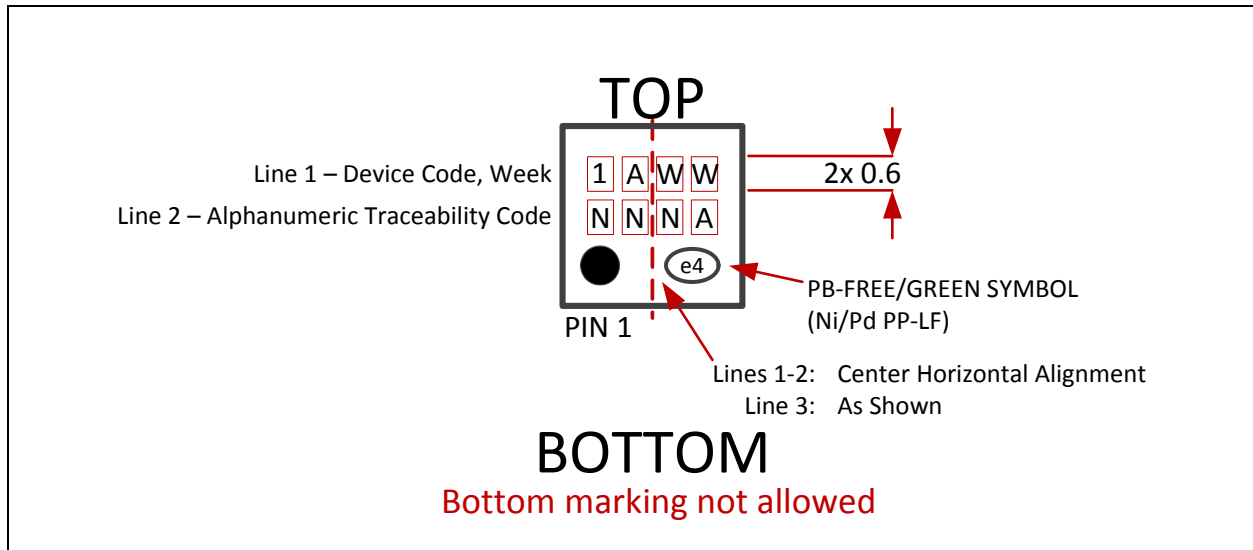 TOP
Line 1 – Device Code, Week
1 A W W
2x 0.6
Line 2 – Alphanumeric Traceability Code
N N N A
e4
PB-FREE/GREEN SYMBOL
(Ni/Pd PP-LF)
PIN 1
Lines 1-2: Center Horizontal Alignment
Line 3: As Shown
BOTTOM
Bottom marking not allowed